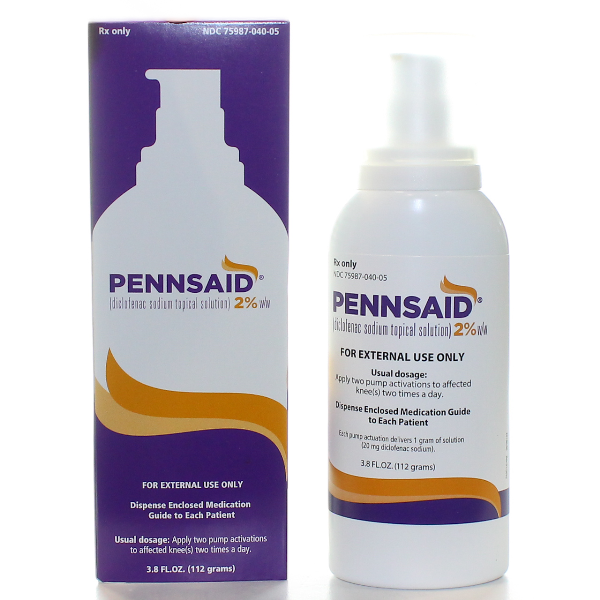 Rx only NDC 75987-040-05
PENNSAID®
(diclofenac sodium topical solution) 2% w/w
FOR EXTERNAL USE ONLY
Dispense Enclosed Medication
Guide to Each Patient
Usual dosage: Apply two pump activations
to affected knee(s) two times a day.
3.8 FL.OZ. (112 grams)
Rx only
NDC 75987-040-05
PENNSAID®
(diclofenac sodium topical solution) 2% w/w
FOR EXTERNAL USE ONLY
Usual dosage:
Apply two pump activations to affected
knee(s) two times a day.
Dispense Enclosed Medication Guide
to Each Patient
Each pump actuation delivers 1 gram of solution
(20 mg diclofenac sodium).
3.8 FL.OZ. (112 grams)